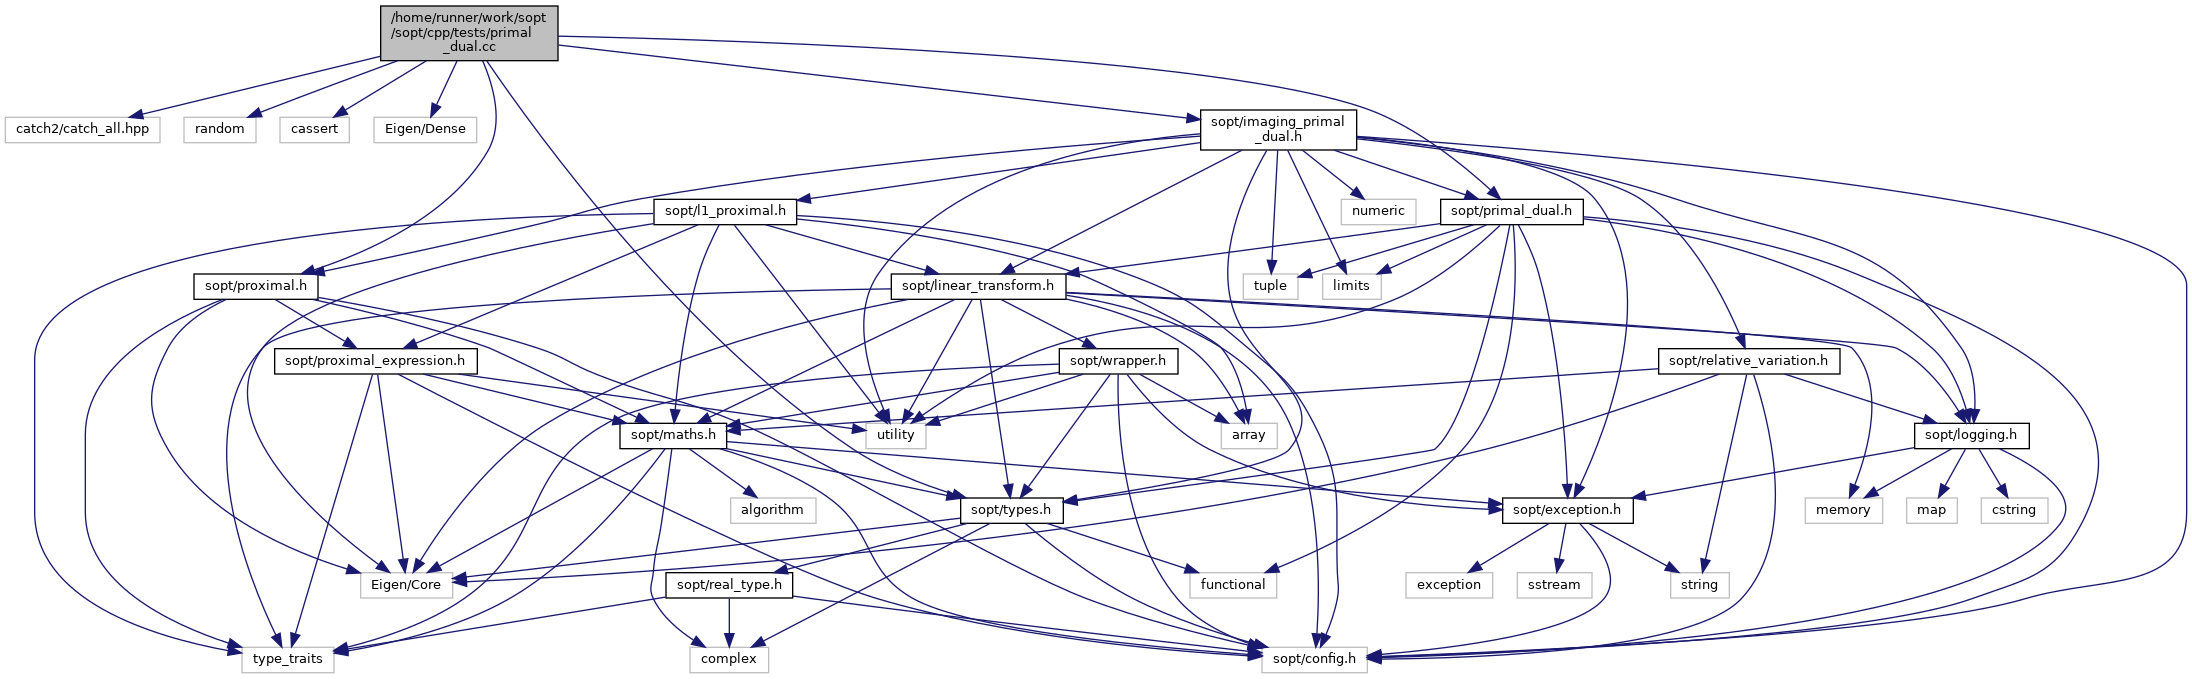 /home/runner/work/sopt
/sopt/cpp/tests/primal
_dual.cc
catch2/catch_all.hpp
random
cassert
Eigen/Dense
sopt/imaging_primal
_dual.h
sopt/l1_proximal.h
numeric
sopt/primal_dual.h
sopt/proximal.h
sopt/linear_transform.h
tuple
limits
sopt/proximal_expression.h
sopt/wrapper.h
sopt/relative_variation.h
sopt/maths.h
utility
array
sopt/logging.h
algorithm
sopt/types.h
sopt/exception.h
memory
map
cstring
Eigen/Core
sopt/real_type.h
functional
exception
sstream
string
type_traits
complex
sopt/config.h